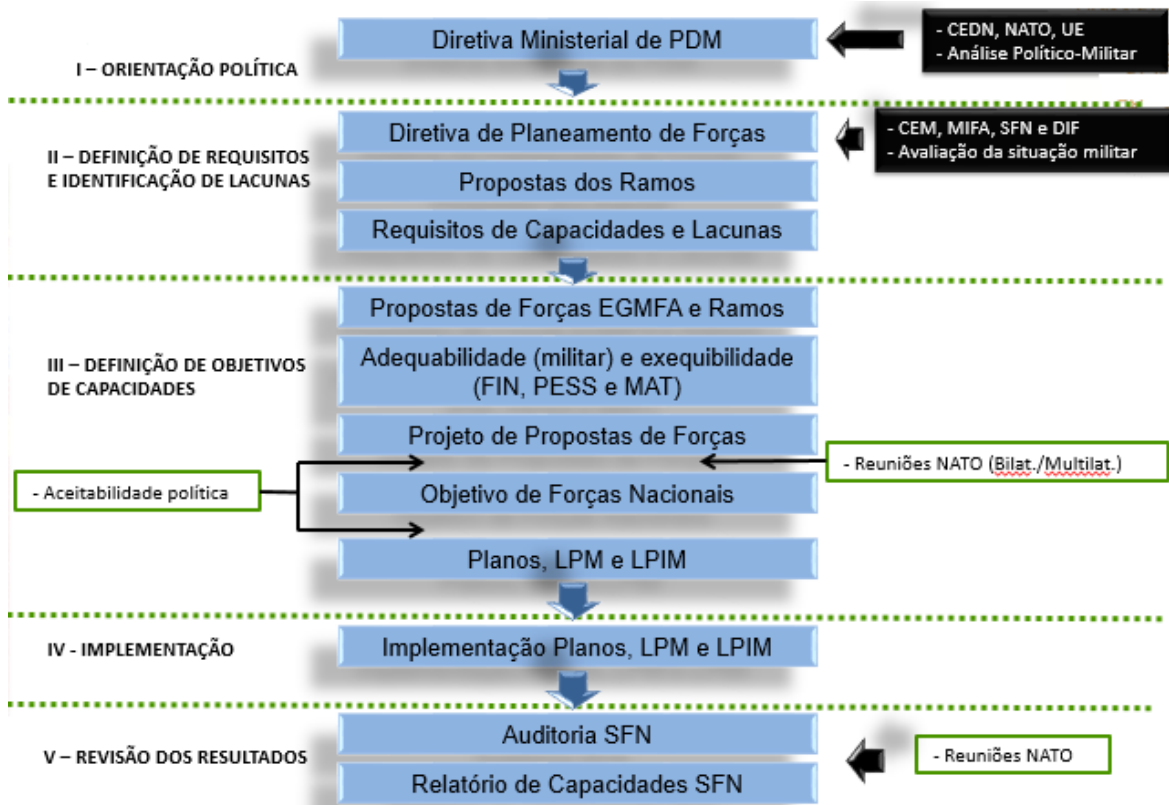 Diretiva Ministerial de PDM
- CEDN, NATO, UE
- Análise Político-Militar
I – ORIENTAÇÃO POLÍTICA
Diretiva de Planeamento de Forças
- CEM, MIFA, SFN e DIF
- Avaliação da situação militar
II – DEFINIÇÃO DE REQUISITOS
E IDENTIFICAÇÃO DE LACUNAS
Propostas dos Ramos
Requisitos de Capacidades e Lacunas
Propostas de Forças EGMFA e Ramos
III – DEFINIÇÃO DE OBJETIVOS
DE CAPACIDADES
Adequabilidade (militar) e exequibilidade
(FIN, PESS e MAT)
Projeto de Propostas de Forças
- Reuniões NATO (Bilat./Multilat.)
- Aceitabilidade política
Objetivo de Forças Nacionais
Planos, LPM e LPIM
IV - IMPLEMENTAÇÃO
Implementação Planos, LPM e LPIM
V – REVISÃO DOS RESULTADOS
Auditoria SFN
- Reuniões NATO
Relatório de Capacidades SFN